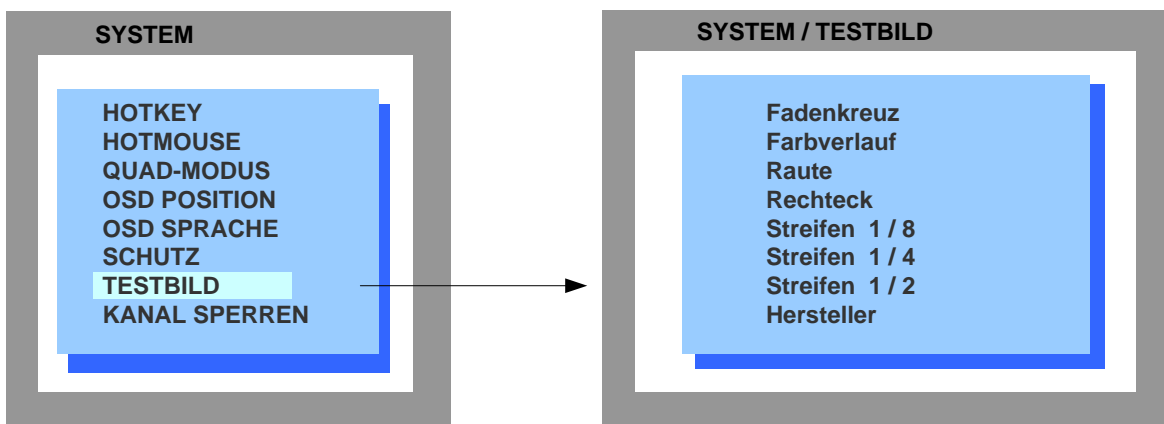 SYSTEM
HOTKEY
HOTMOUSE
QUAD-MODUS
OSD POSITION
OSD SPRACHE
SCHUTZ
TESTBILD
KANAL SPERREN
SYSTEM / TESTBILD
Fadenkreuz
Farbverlauf
Raute
Rechteck
Streifen 1 / 8
Streifen 1 / 4
Streifen 1 / 2
Hersteller